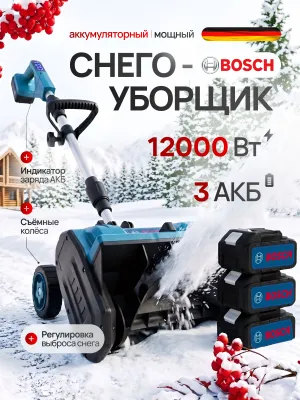 аккумуляторный | мощный
СНЕГО - BOSCH
УБОРЩИК
12000 Вт
3 АКБ
Индикатор
заряда АКБ
Съёмные
колёса
BOSCH
BOSCH
BOSCH
Регулировка
выброса снега